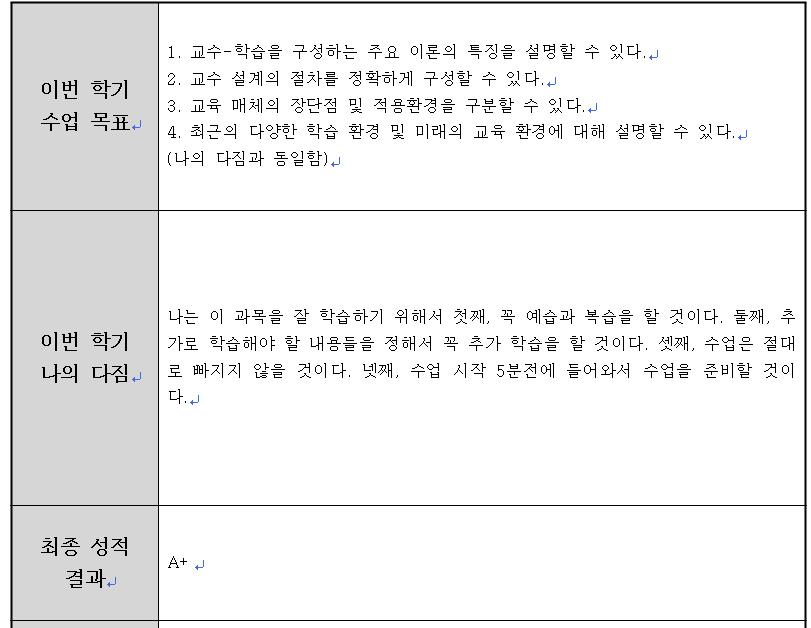 이번 학기
수업 목표
1. 교수-학습을 구성하는 주요 이론의 특징을 설명할 수 있다.
2. 교수 설계의 절차를 정확하게 구성할 수 있다.
3. 교육 매체의 장단점 및 적용환경을 구분할 수 있다.
4. 최근의 다양한 학습 환경 및 미래의 교육 환경에 대해 설명할 수 있다.
(나의 다짐과 동일함)
이번 학기
나의 다짐
나는 이 과목을 잘 학습하기 위해서 첫째, 꼭 예습과 복습을 할 것이다. 둘째, 추
가로 학습해야 할 내용들을 정해서 꼭 추가 학습을 할 것이다. 셋째, 수업은 절대
로 빠지지 않을 것이다. 넷째, 수업 시작 5분전에 들어와서 수업을 준비할 것이
다.
최종 성적
결과
A+